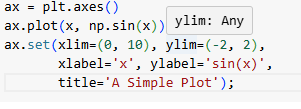 ax = plt.axes()
ax.plot(x, np.sin(x))
ylim: Any
ax.set(xlim=(0, 10), ylim=(-2, 2),
xlabel='x', ylabel='sin(x)',
title='A Simple Plot');